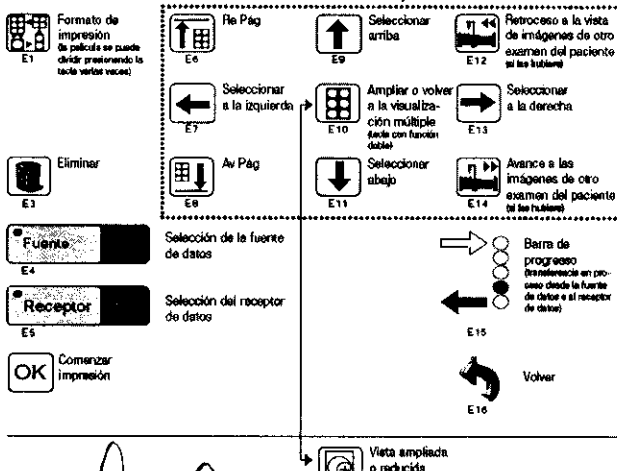 Formato de
impresión
(la película se puede
dividir presionando la
tecla varias veces)
E1
Re Pág
E6
Seleccionar
arriba
E9
Retroceso a la vista
de imágenes de otro
examen del paciente
(si las hubiere)
E12
Seleccionar
a la izquierda
E7
Ampliar o volver
a la visualiza-
ción múltiple
(tecla con función
doble)
E10
Seleccionar
a la derecha
E13
Eliminar
E3
Av Pág
E8
Seleccionar
abajo
E11
Avance a las
imágenes de otro
examen del paciente
(si las hubiere)
E14
Fuente
E4
Selección de la fuente
de datos
Receptor
E5
Selección del receptor
de datos
Barra de
progreso
(transferencia en pro-
ceso desde la fuente
de datos o al receptor
de datos)
E15
OK
Comenzar
impresión
Volver
E16
Vista ampliada
o reducida